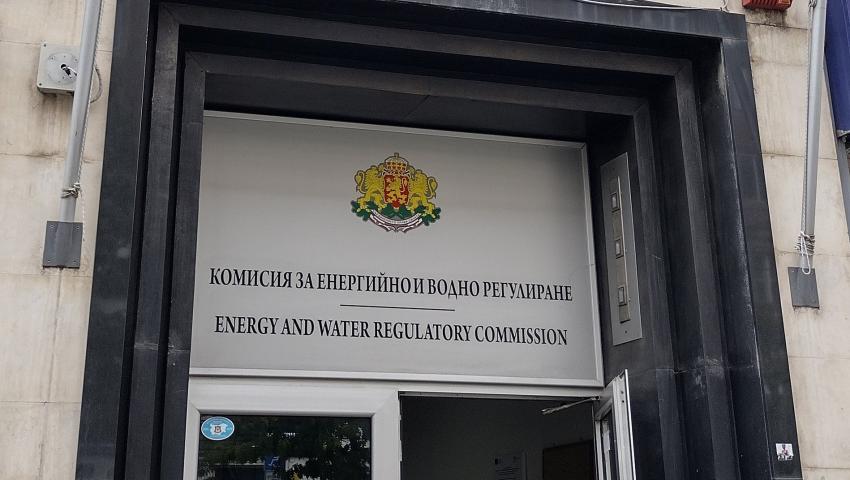 КОМИСИЯ ЗА ЕНЕРГИЙНО И ВОДНО РЕГУЛИРАНЕ
ENERGY AND WATER REGULATORY COMMISSION